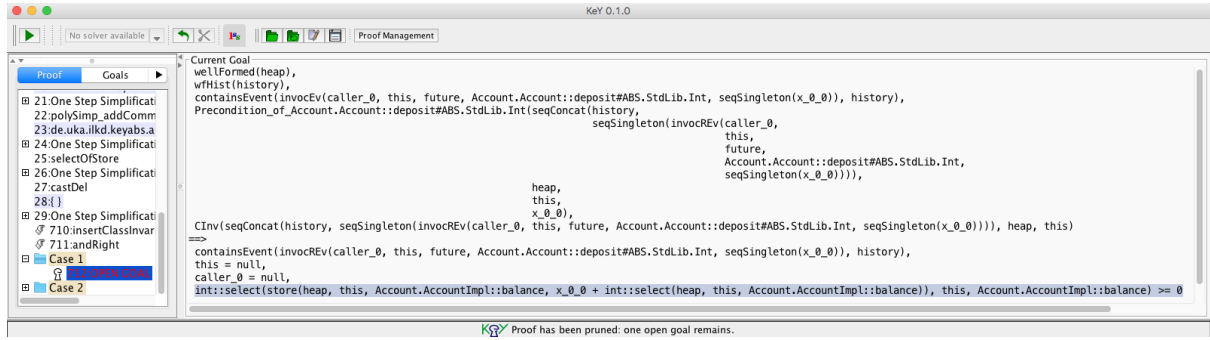 KeY 0.1.0
No solver available
Proof Management
Current Goal
Proof Goals
21:One Step Simplificati
22:polySimp_addComm
23:de.uka.ilkd.keyabs.a
24:One Step Simplificati
25:selectOfStore
26:One Step Simplificati
27:castDel
28:{ }
29:One Step Simplificati
710:insertClassInvar
711:andRight
Case 1
712:OPEN GOAL
Case 2
wellFormed(heap),
wfHist(history),
containsEvent(invocEv(caller_0, this, future, Account.Account::deposit#ABS.StdLib.Int, seqSingleton(x_0_0)), history),
Precondition_of_Account.Account::deposit#ABS.StdLib.Int(seqConcat(history,
seqSingleton(invocREv(caller_0,
this,
future,
Account.Account::deposit#ABS.StdLib.Int,
seqSingleton(x_0_0)))),
heap,
this,
x_0_0),
CInv(seqConcat(history, seqSingleton(invocREv(caller_0, this, future, Account.Account::deposit#ABS.StdLib.Int, seqSingleton(x_0_0)))), heap, this)
==>
containsEvent(invocREv(caller_0, this, future, Account.Account::deposit#ABS.StdLib.Int, seqSingleton(x_0_0)), history),
this = null,
caller_0 = null,
int::select(store(heap, this, Account.AccountImpl::balance, x_0_0 + int::select(heap, this, Account.AccountImpl::balance)), this, Account.AccountImpl::balance) >= 0
KeY Proof has been pruned: one open goal remains.